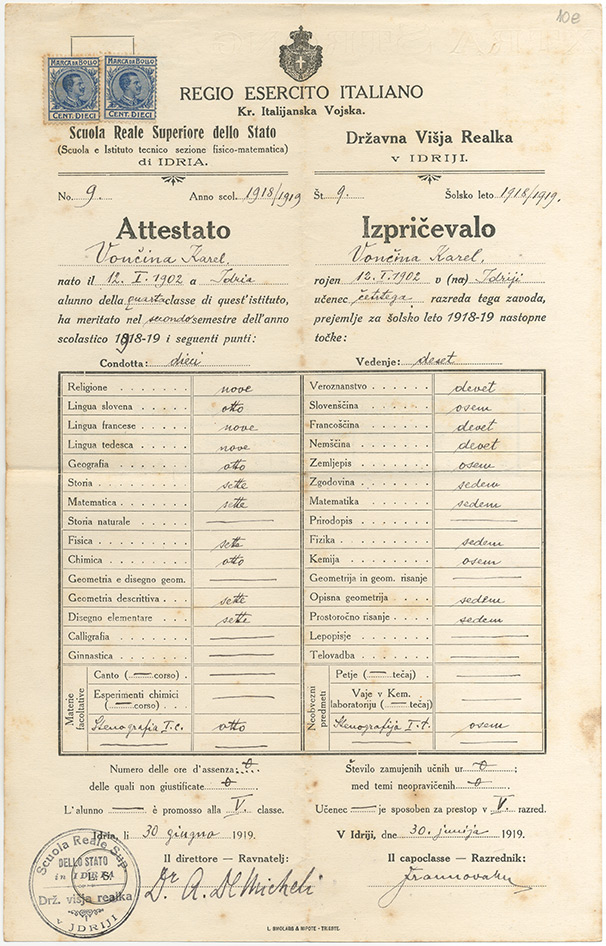 10e
MARCA DA BOLLO MARCA DA BOLLO
CENT. DIECI CENT. DIECI
REGIO ESERCITO ITALIANO
Kr. Italijanska Vojska.
Scuola Reale Superiore dello Stato
(Scuola e Istituto tecnico sezione fisico-matematica)
di IDRIA.
Državna Višja Realka
v IDRIJI.
No. 9. Anno scol. 1918/1919
Št. 9. Šolsko leto 1918/1919.
Attestato
Vončina Karel,
nato il 12. I. 1902 a Idria
alunno della quarta classe di quest'istituto,
ha meritato nel secondo semestre dell'anno
scolastico 1918-19 i seguenti punti:
Condotta: dieci
Izpričevalo
Vončina Karel,
rojen 12. I. 1902 v (na) Idriji
učenec četrtega razreda tega zavoda,
prejemlje za šolsko leto 1918-19 nastopne
točke:
Vedenje: deset
Religione nove Veroznanstvo devet
Lingua slovena otto Slovenščina osem
Lingua francese nove Francoščina devet
Lingua tedesca nove Nemščina devet
Geografia otto Zemljepis osem
Storia sette Zgodovina sedem
Matematica sette Matematika sedem
Storia naturale — Prirodopis —
Fisica sette Fizika sedem
Chimica otto Kemija osem
Geometria e disegno geom. — Geometrija in geom. risanje —
Geometria descrittiva sette Opisna geometrija sedem
Disegno elementare sette Prostoročno risanje sedem
Calligrafia — Lepopisje —
Ginnastica — Telovadba —
Materie facoltative
Canto (— corso) —
Esperimenti chimici
(— corso) —
Stenografia I. c. otto
Neobvezni predmeti
Petje (— tečaj) —
Vaje v Kem.
laboratoriju (— tečaj) —
Stenografija I. t. osem
Numero delle ore d'assenza: 0
delle quali non giustificate 0
L'alunno — è promosso alla V. classe.
Idria, li 30 giugno 1919.
Il direttore — Ravnatelj:
Dr A. DeMicheli
Število zamujenih učnih ur 0 ;
med temi neopravičenih 0
Učenec — je sposoben za prestop v V. razred.
V Idriji, dne 30. junija 1919.
Il capoclasse — Razrednik:
Scuola Reale Sup.
DELLO STATO
in IDRIA
L. S.
Drž. višja realka
v IDRIJI
L. SMOLARS & NIPOTE - TRIESTE.